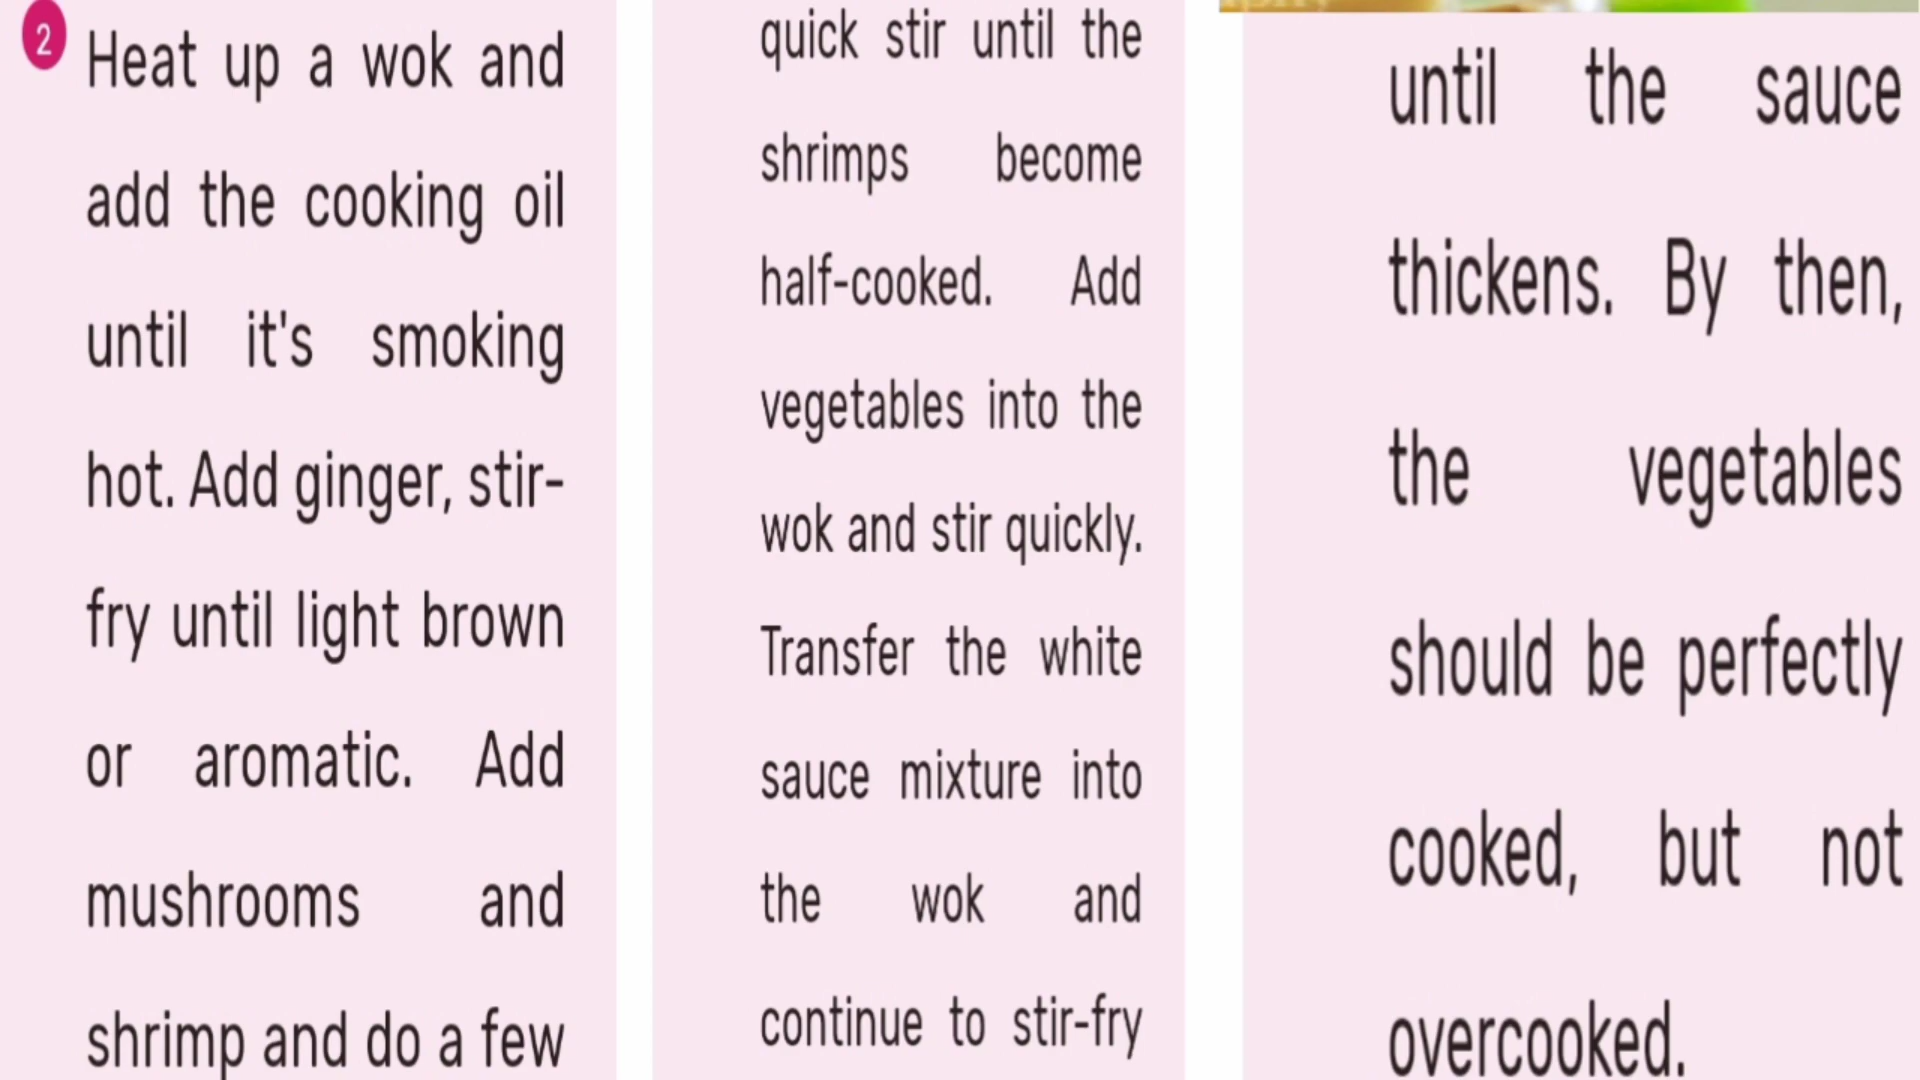 2
Heat up a wok and
add the cooking oil
until it's smoking
hot. Add ginger, stir-
fry until light brown
or aromatic. Add
mushrooms and
shrimp and do a few
quick stir until the
shrimps become
half-cooked. Add
vegetables into the
wok and stir quickly.
Transfer the white
sauce mixture into
the wok and
continue to stir-fry
until the sauce
thickens. By then,
the vegetables
should be perfectly
cooked, but not
overcooked.